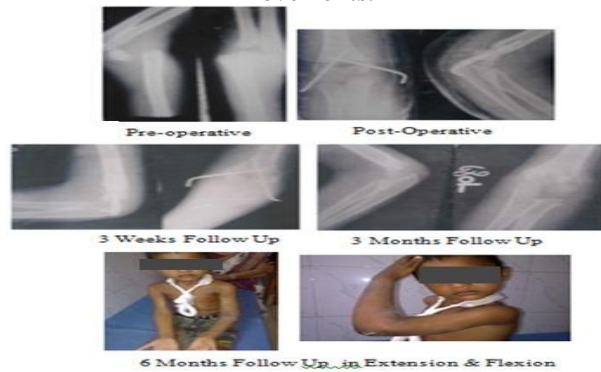 Pre-operative
Post-Operative
3 Weeks Follow Up
3 Months Follow Up
6 Months Follow Up in Extension & Flexion